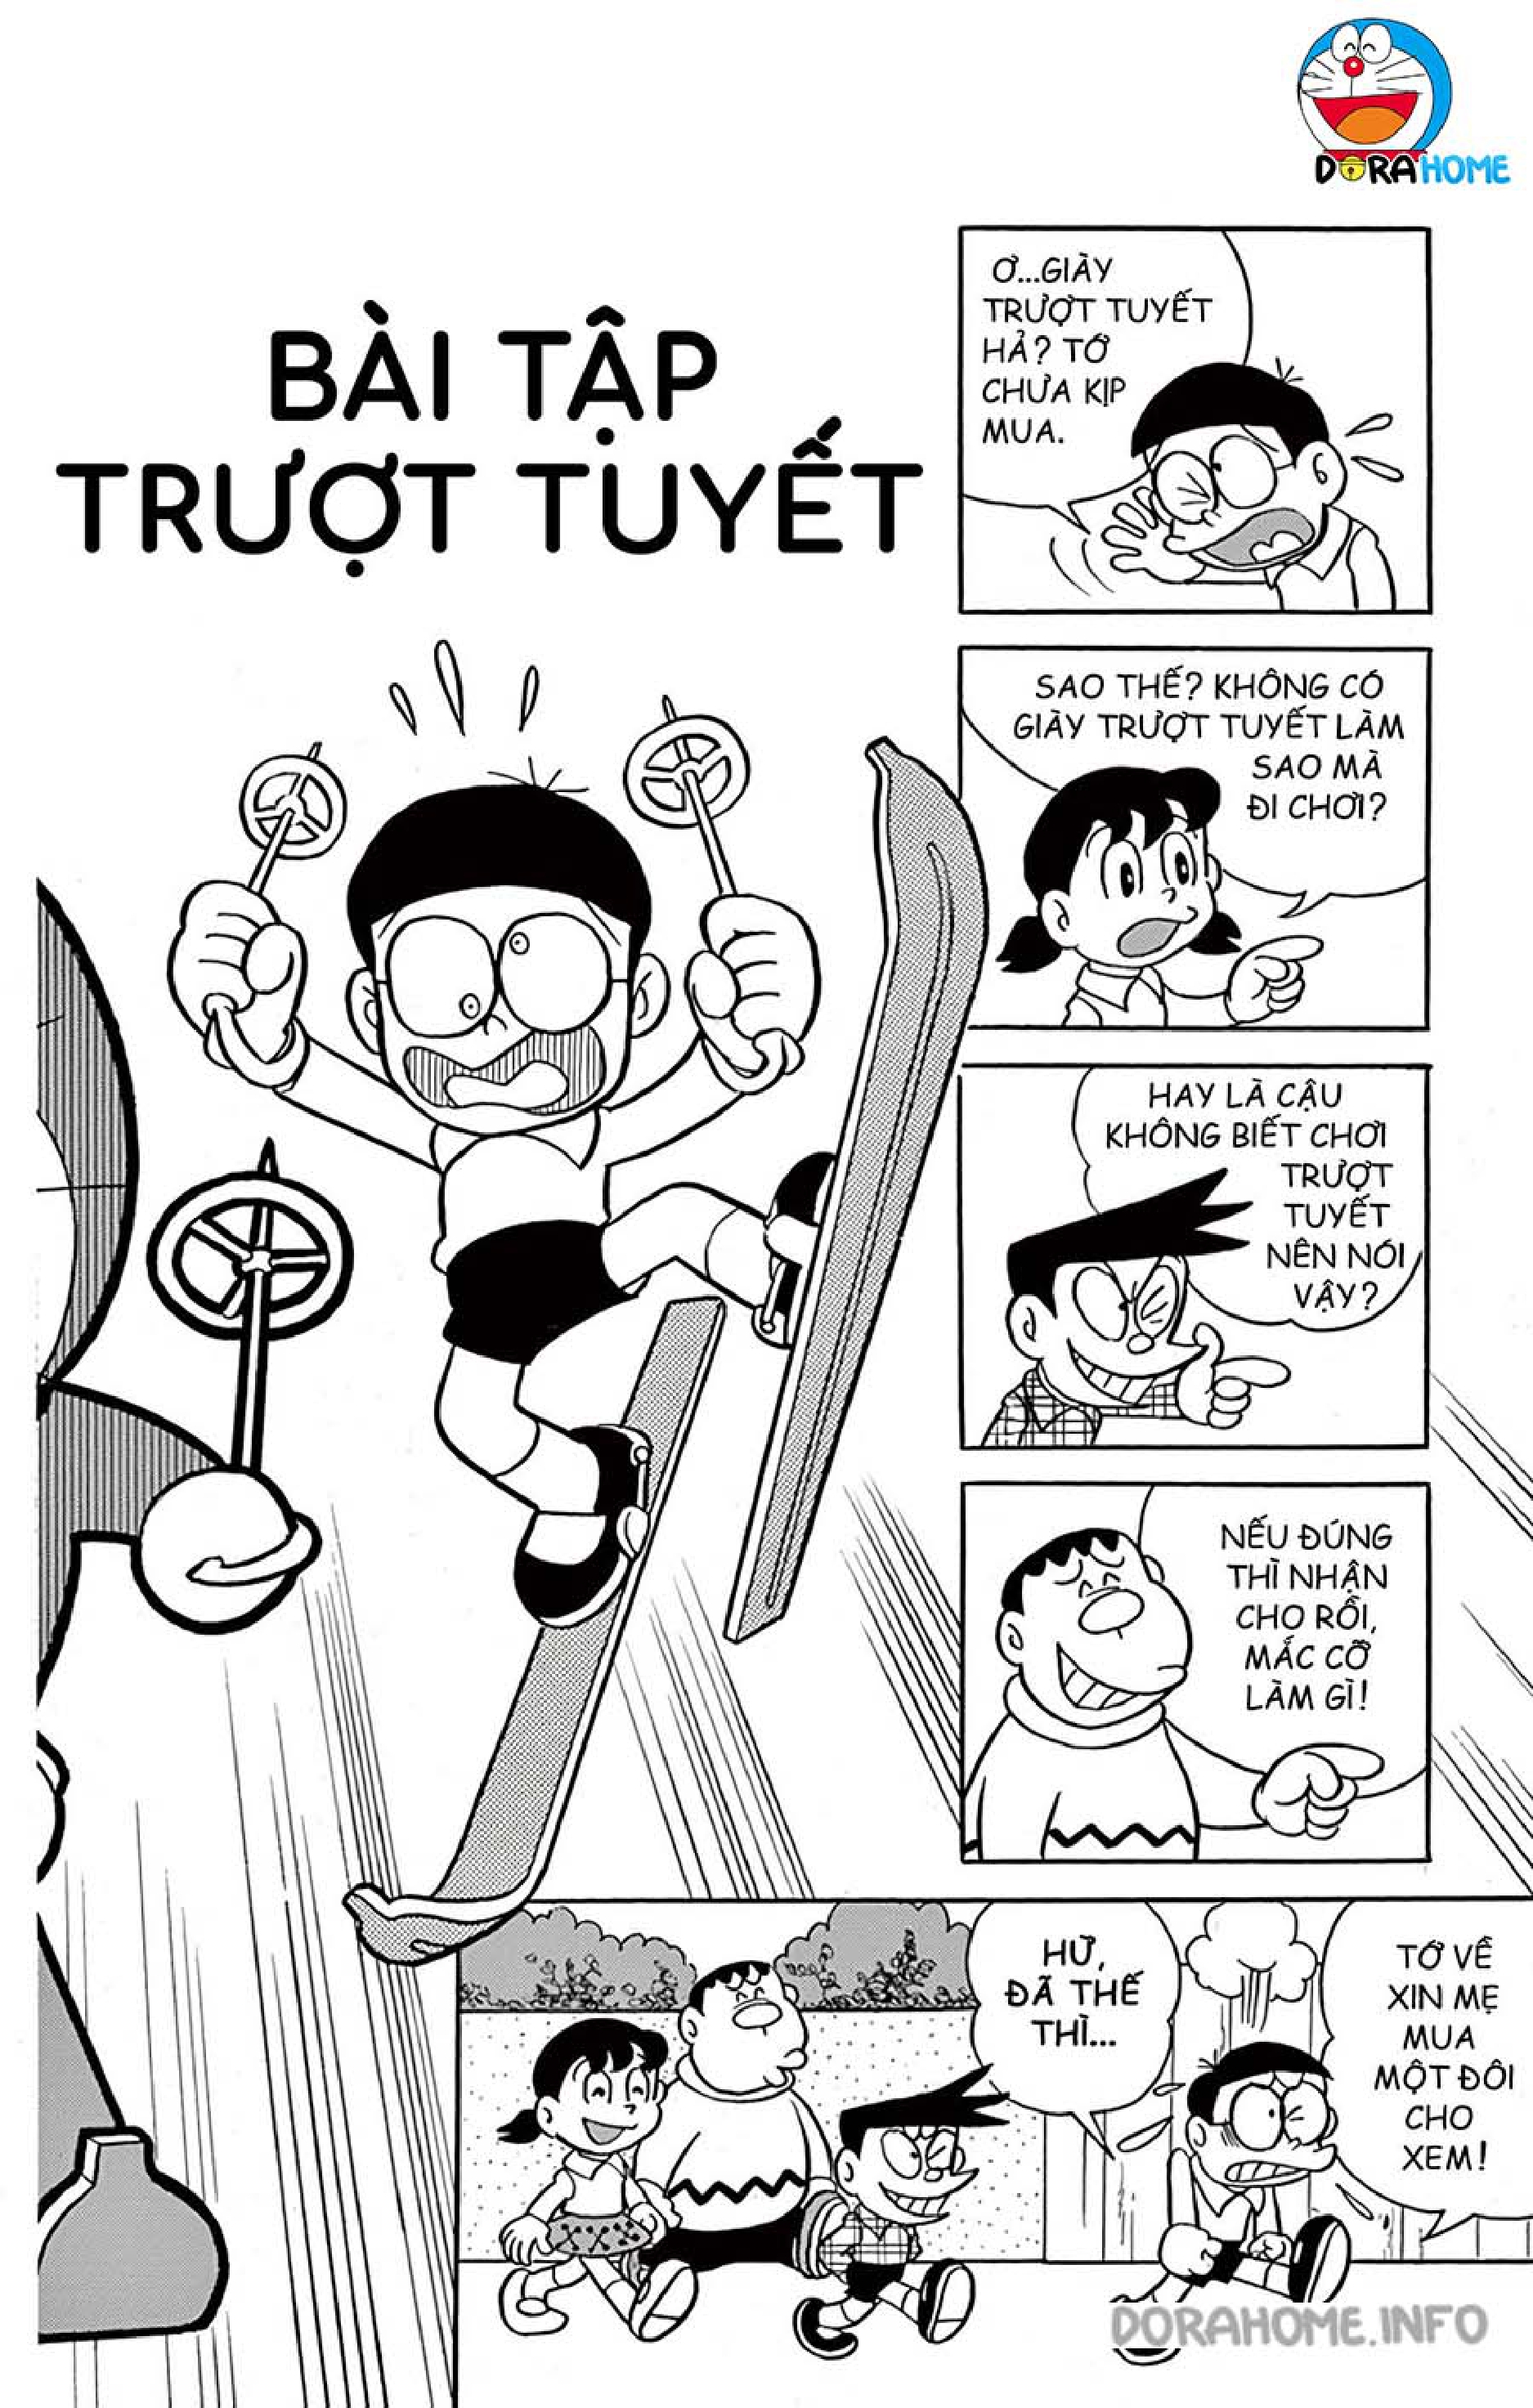 DORAHOME
BÀI TẬP
TRƯỢT TUYẾT
Ơ...GIÀY
TRƯỢT TUYẾT
HẢ? TỚ
CHƯA KỊP
MUA.
SAO THẾ? KHÔNG CÓ
GIÀY TRƯỢT TUYẾT LÀM
SAO MÀ
ĐI CHƠI?
HAY LÀ CẬU
KHÔNG BIẾT CHƠI
TRƯỢT
TUYẾT
NÊN NÓI
VẬY?
NẾU ĐÚNG
THÌ NHẬN
CHO RỒI,
MẮC CỠ
LÀM GÌ!
HỪ,
ĐÃ THẾ
THÌ...
TỚ VỀ
XIN MẸ
MUA
MỘT ĐÔI
CHO
XEM!
DORAHOME.INFO